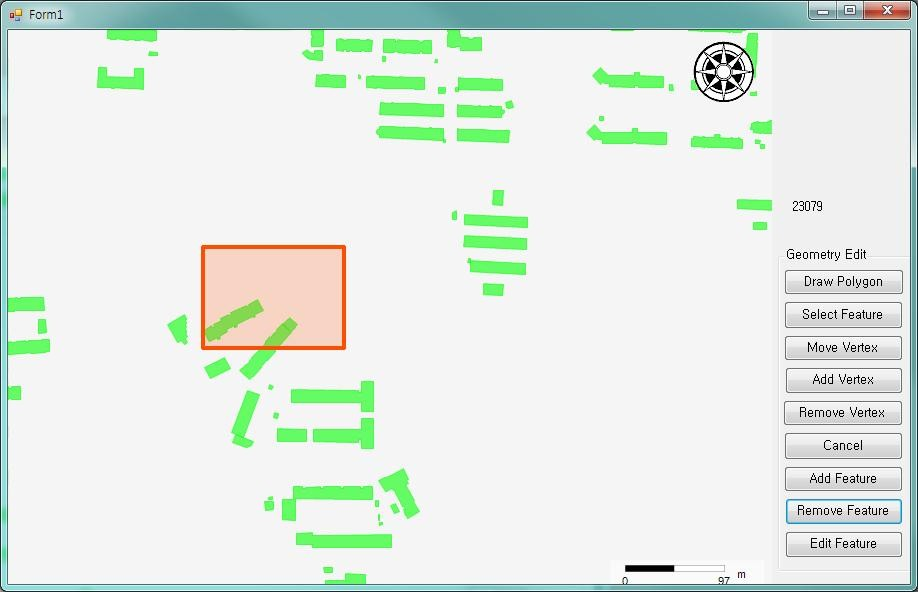 Form1
23079
Geometry Edit
Draw Polygon
Select Feature
Move Vertex
Add Vertex
Remove Vertex
Cancel
Add Feature
Remove Feature
Edit Feature
0 97 m